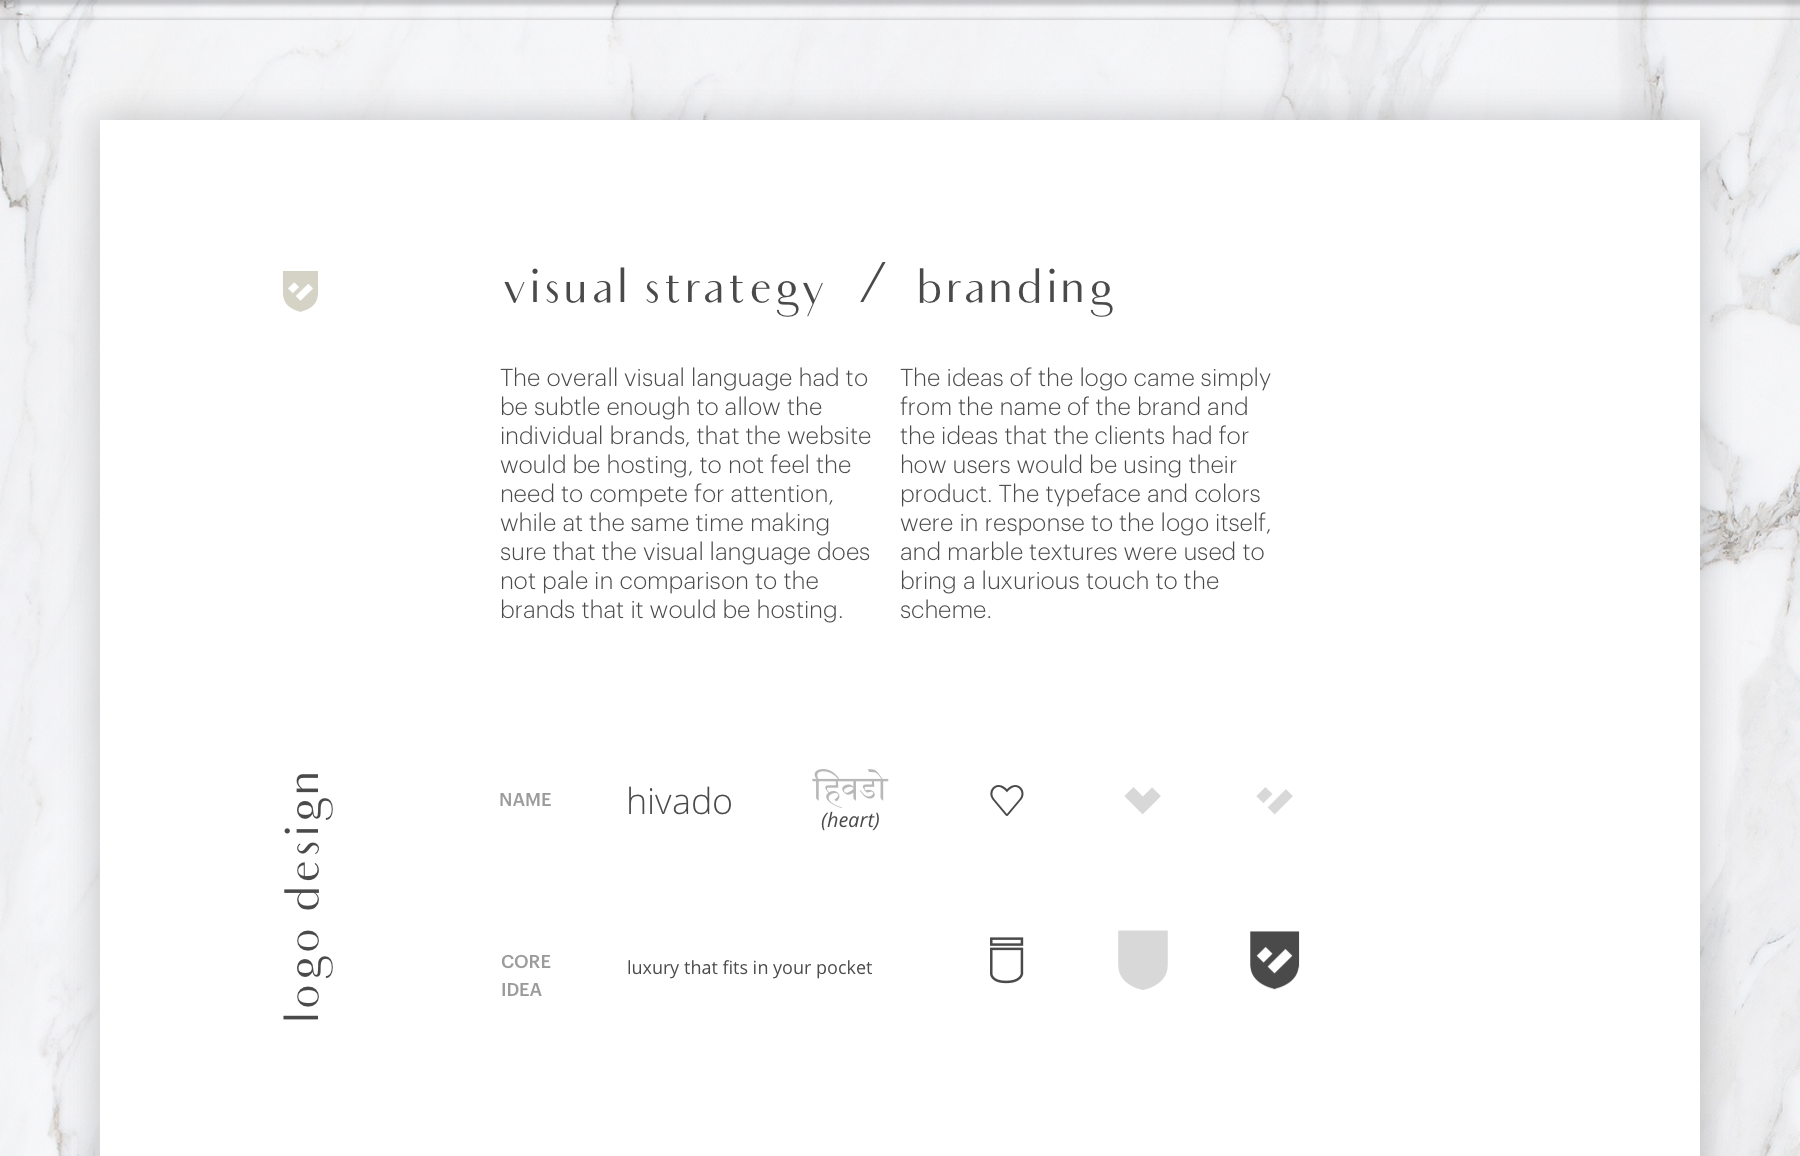 visual strategy / branding
The overall visual language had to
be subtle enough to allow the
individual brands, that the website
would be hosting, to not feel the
need to compete for attention,
while at the same time making
sure that the visual language does
not pale in comparison to the
brands that it would be hosting.
The ideas of the logo came simply
from the name of the brand and
the ideas that the clients had for
how users would be using their
product. The typeface and colors
were in response to the logo itself,
and marble textures were used to
bring a luxurious touch to the
scheme.
logo design
NAME
hivado
हिवडो
(heart)
CORE
IDEA
luxury that fits in your pocket